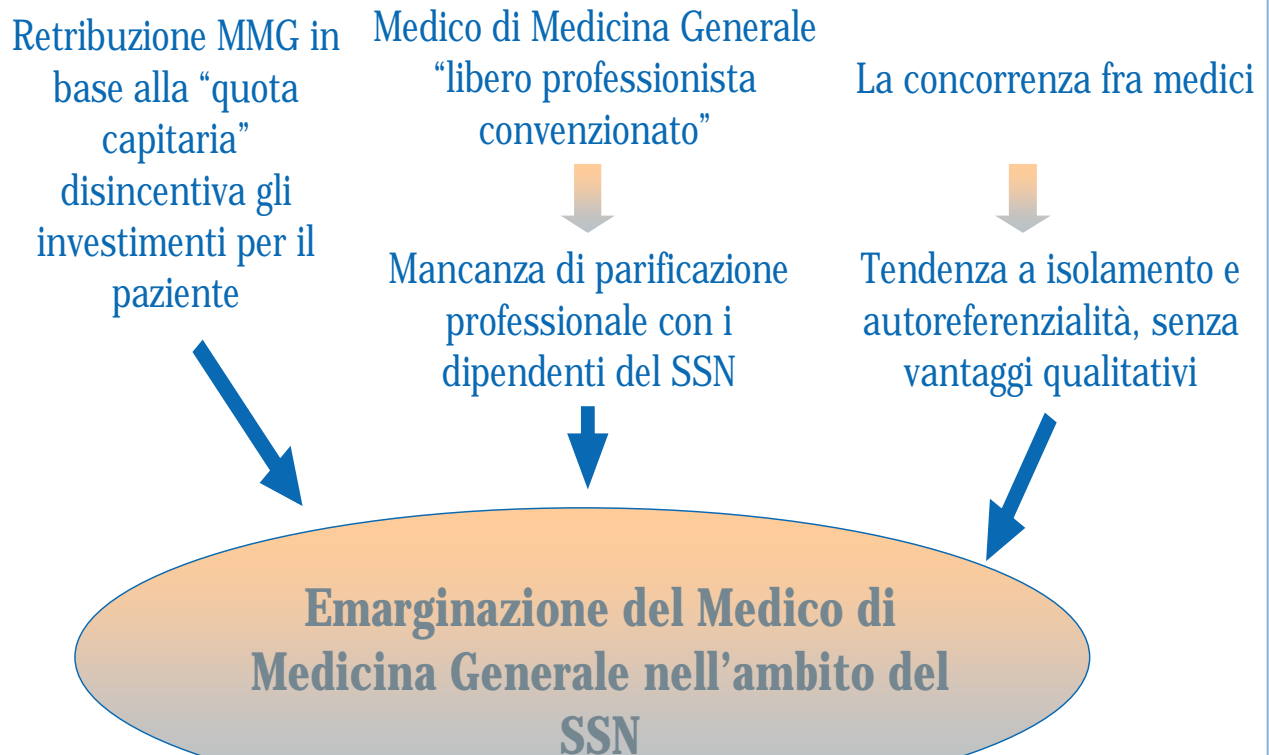 Retribuzione MMG in
base alla “quota
capitaria”
disincentiva gli
investimenti per il
paziente
Medico di Medicina Generale
“libero professionista
convenzionato”
Mancanza di parificazione
professionale con i
dipendenti del SSN
La concorrenza fra medici
Tendenza a isolamento e
autoreferenzialità, senza
vantaggi qualitativi
Emarginazione del Medico di
Medicina Generale nell’ambito del
SSN